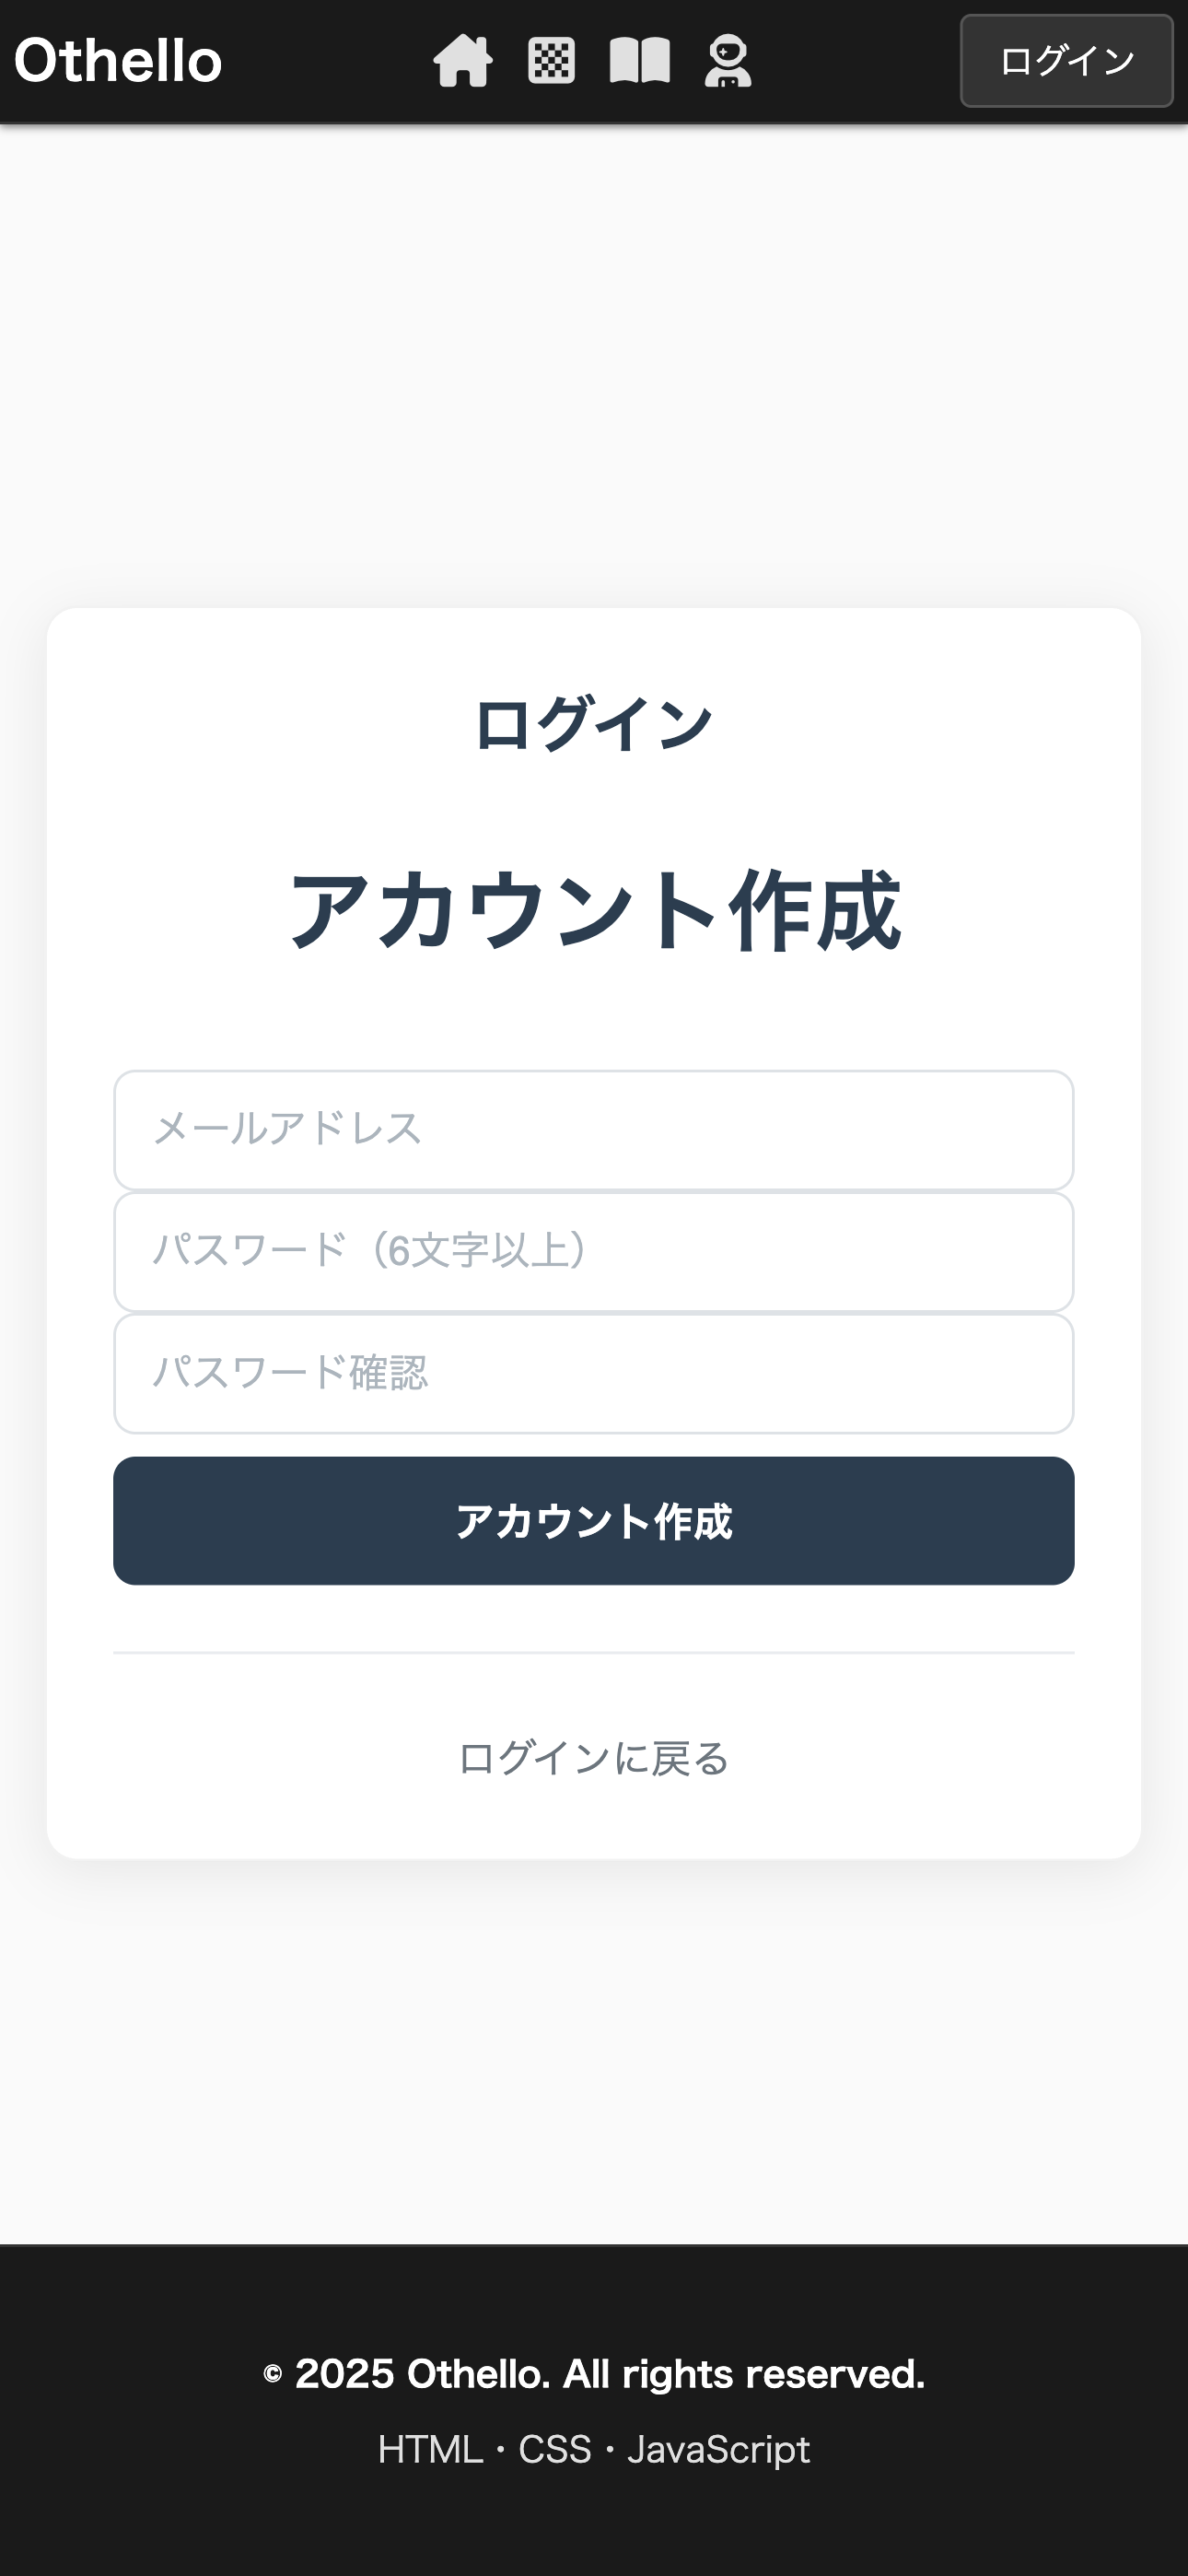 Othello
ログイン
ログイン
アカウント作成
メールアドレス
パスワード（6文字以上）
パスワード確認
アカウント作成
ログインに戻る
© 2025 Othello. All rights reserved.
HTML・CSS・JavaScript